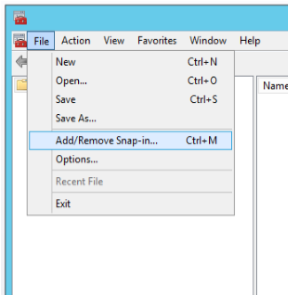 File Action View Favorites Window Help
New Ctrl+N
Open... Ctrl+O
Save Ctrl+S
Save As...
Add/Remove Snap-in... Ctrl+M
Options...
Recent File
Exit
Name